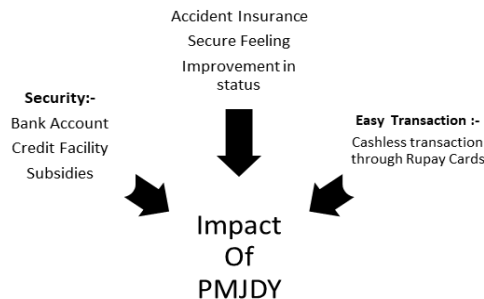 Accident Insurance
Secure Feeling
Improvement in
status
Security:-
Bank Account
Credit Facility
Subsidies
Easy Transaction :-
Cashless transaction
through Rupay Cards
Impact
Of
PMJDY